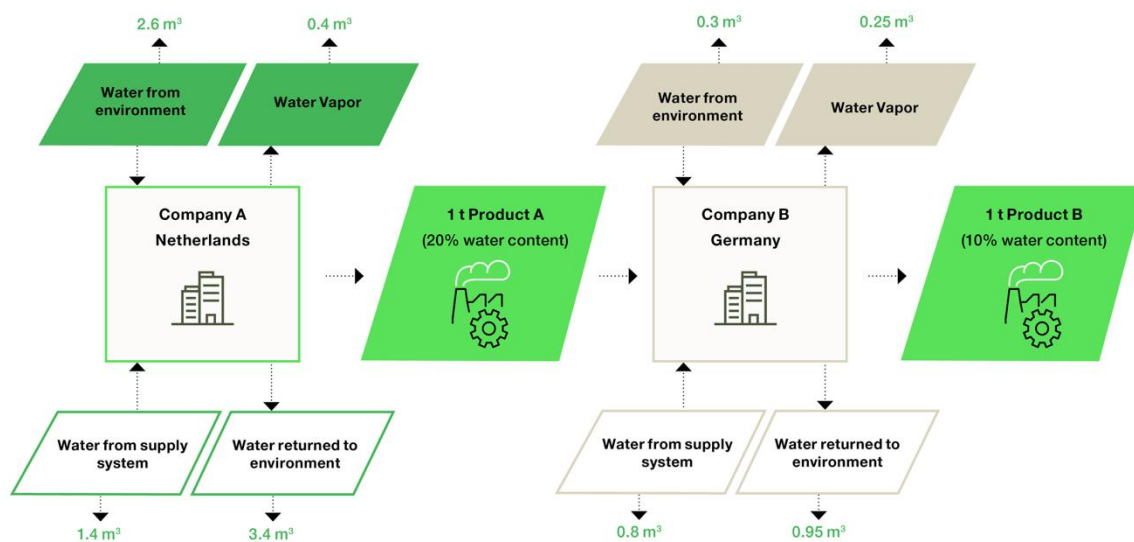 2.6 m³
0.4 m³
0.3 m³
0.25 m³
Water from
environment
Water Vapor
Water from
environment
Water Vapor
Company A
Netherlands
1 t Product A
(20% water content)
Company B
Germany
1 t Product B
(10% water content)
Water from supply
system
Water returned to
environment
Water from supply
system
Water returned to
environment
1.4 m³
3.4 m³
0.8 m³
0.95 m³